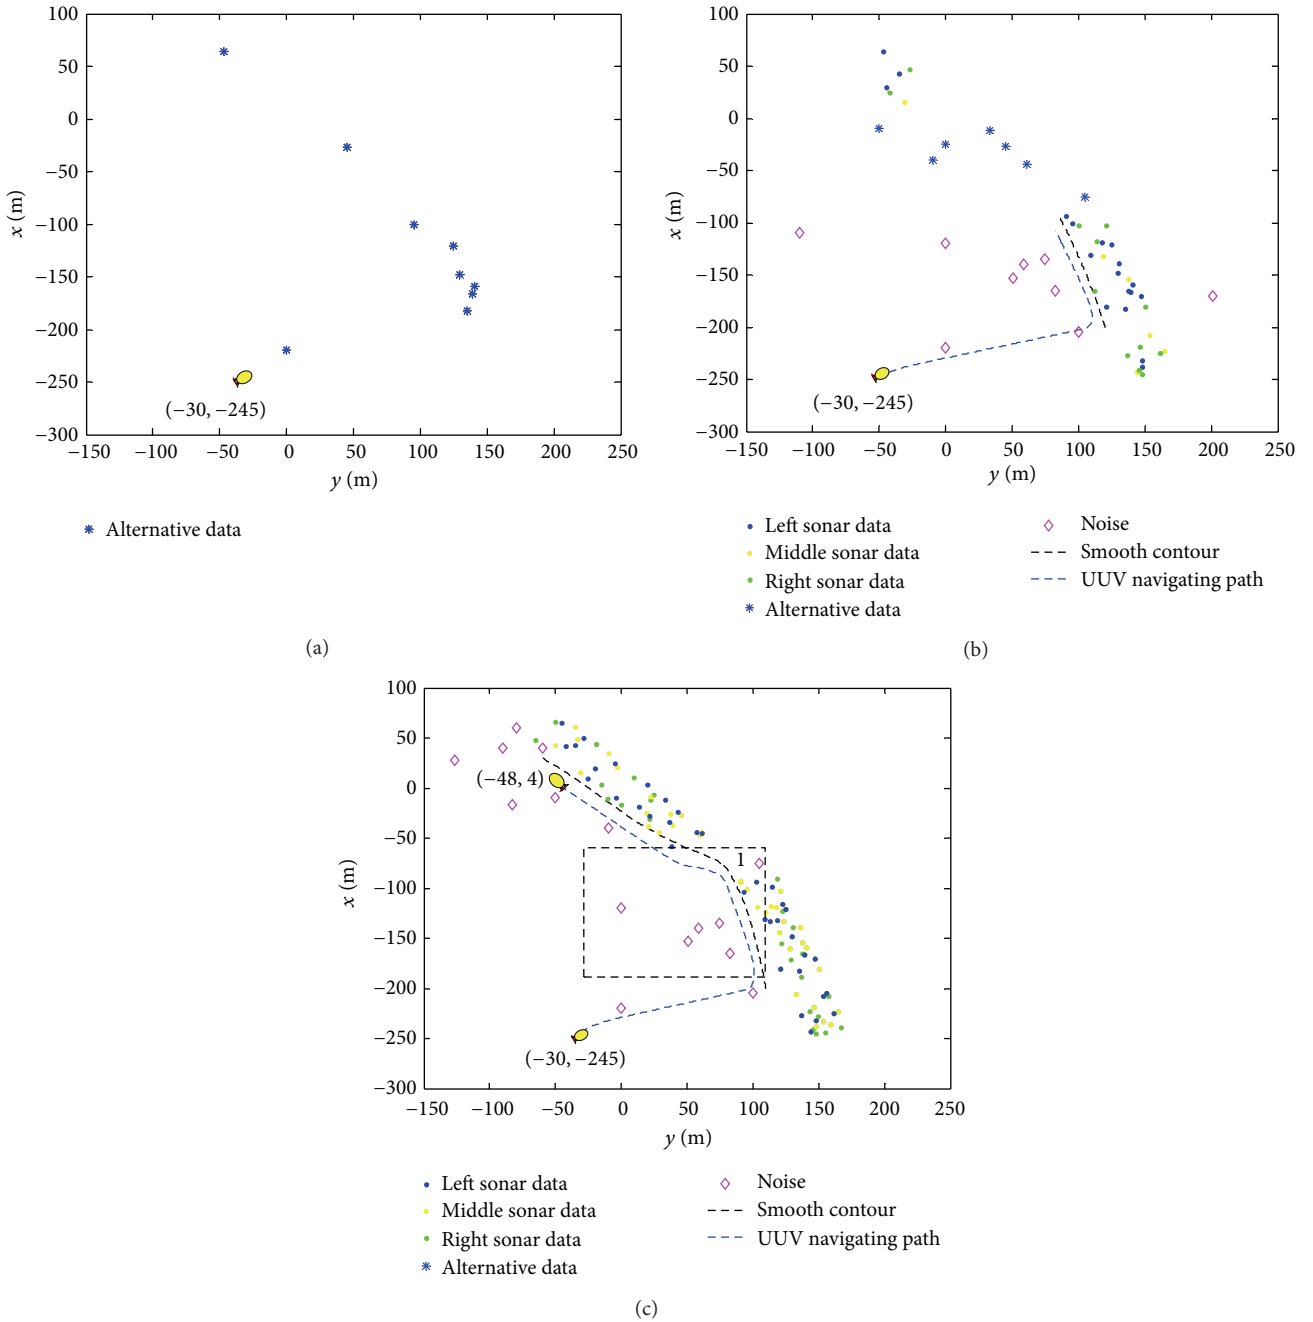 100
50
0
−50
−100
−150
−200
−250
−300
x (m)
(−30, −245)
−150 −100 −50 0 50 100 150 200 250
y (m)
Alternative data
(a)
100
50
0
−50
−100
−150
−200
−250
−300
x (m)
(−30, −245)
−150 −100 −50 0 50 100 150 200 250
y (m)
Left sonar data
Middle sonar data
Right sonar data
Alternative data
Noise
Smooth contour
UUV navigating path
(b)
100
50
0
−50
−100
−150
−200
−250
−300
x (m)
(−48, 4)
1
(−30, −245)
−150 −100 −50 0 50 100 150 200 250
y (m)
Left sonar data
Middle sonar data
Right sonar data
Alternative data
Noise
Smooth contour
UUV navigating path
(c)